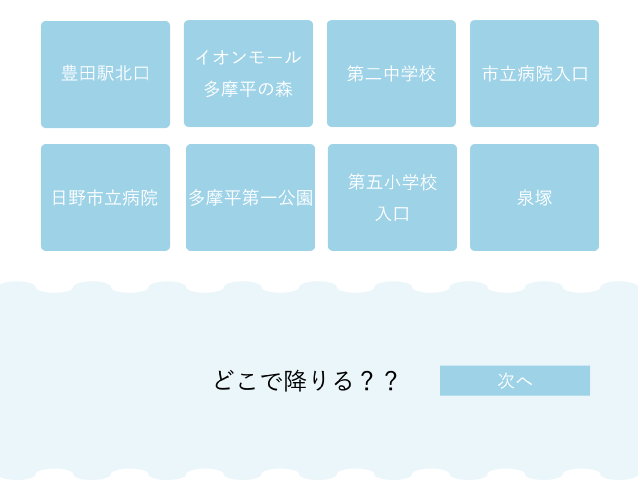 豊田駅北口
イオンモール
多摩平の森
第二中学校
市立病院入口
日野市立病院
多摩平第一公園
第五小学校
入口
泉塚
どこで降りる？？
次へ